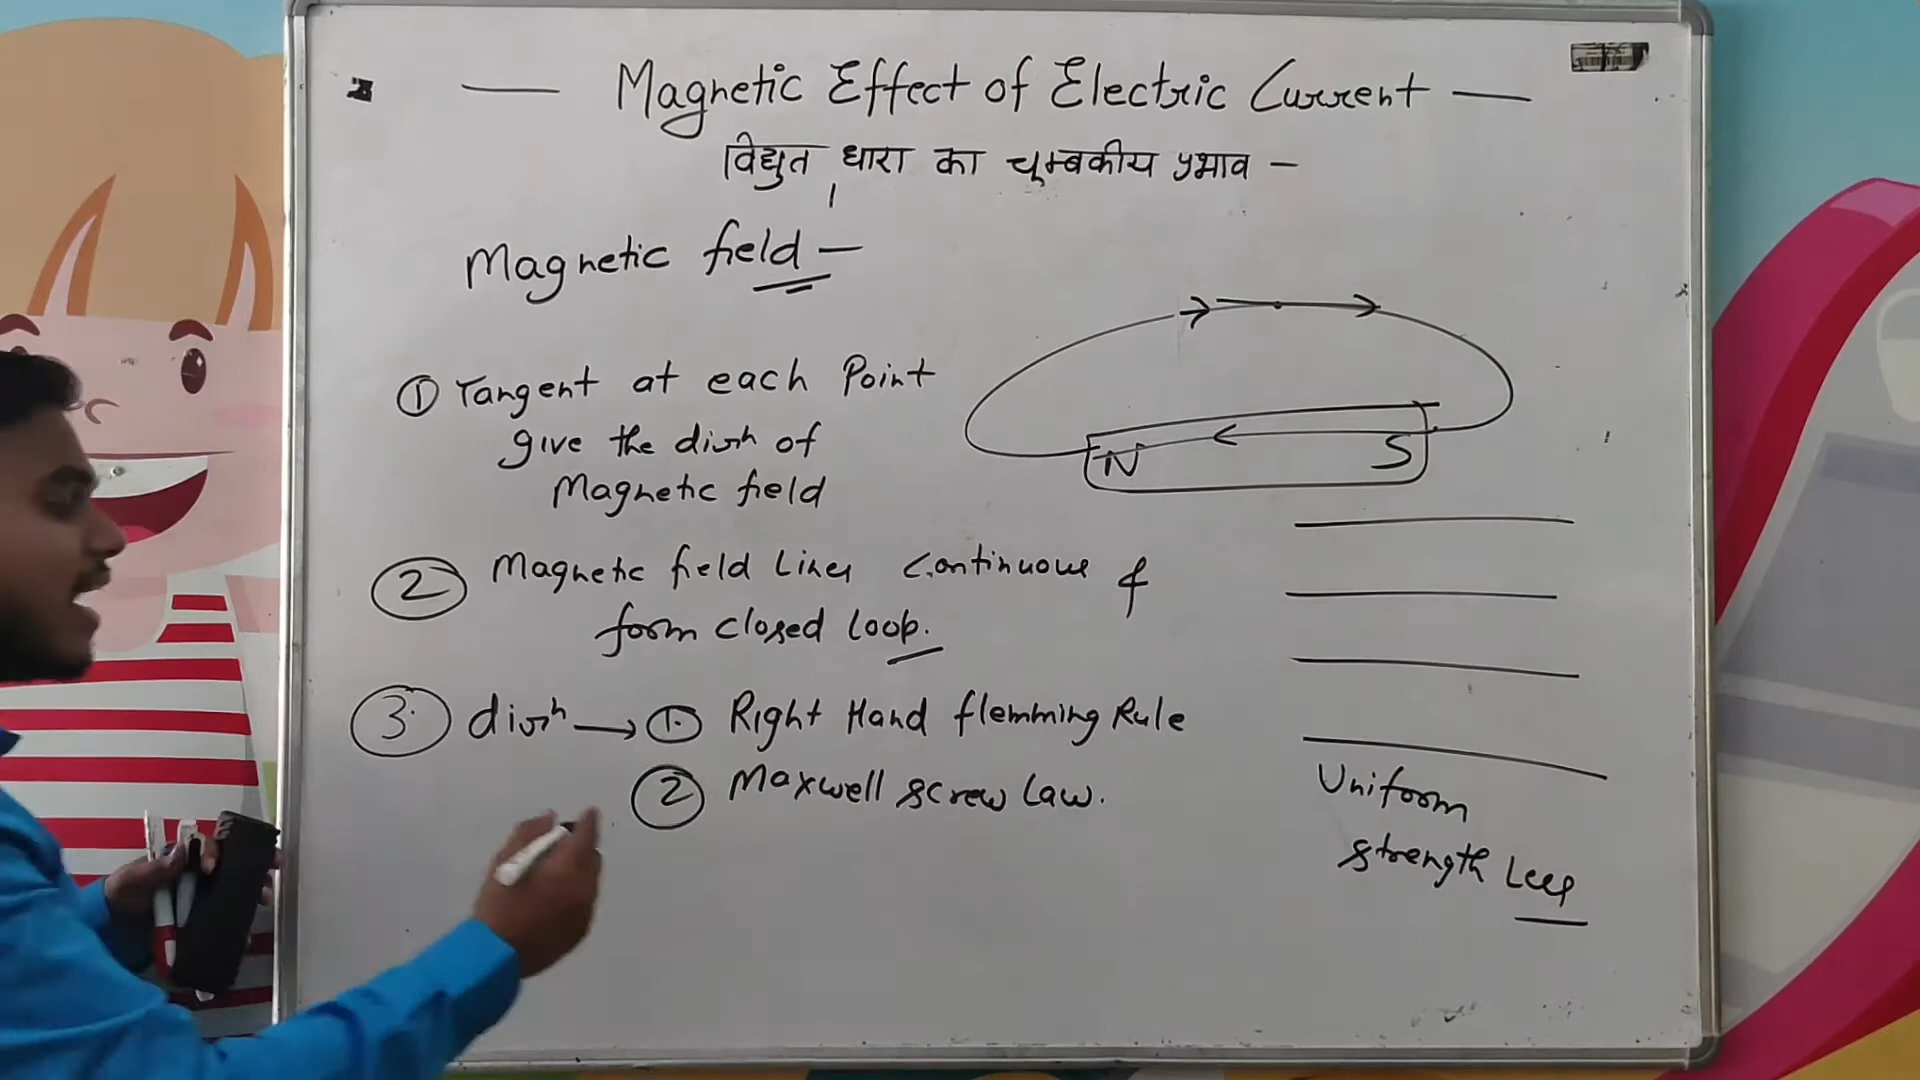 — Magnetic Effect of Electric Current —
विद्युत धारा का चूम्बकीय प्रभाव –
Magnetic field –
① Tangent at each Point
give the dirⁿ of
Magnetic field
N S
② Magnetic field Lines Continuous &
form closed Loop.
③ dirⁿ → ①. Right Hand flemming Rule
② Maxwell screw Law.
Uniform
strength